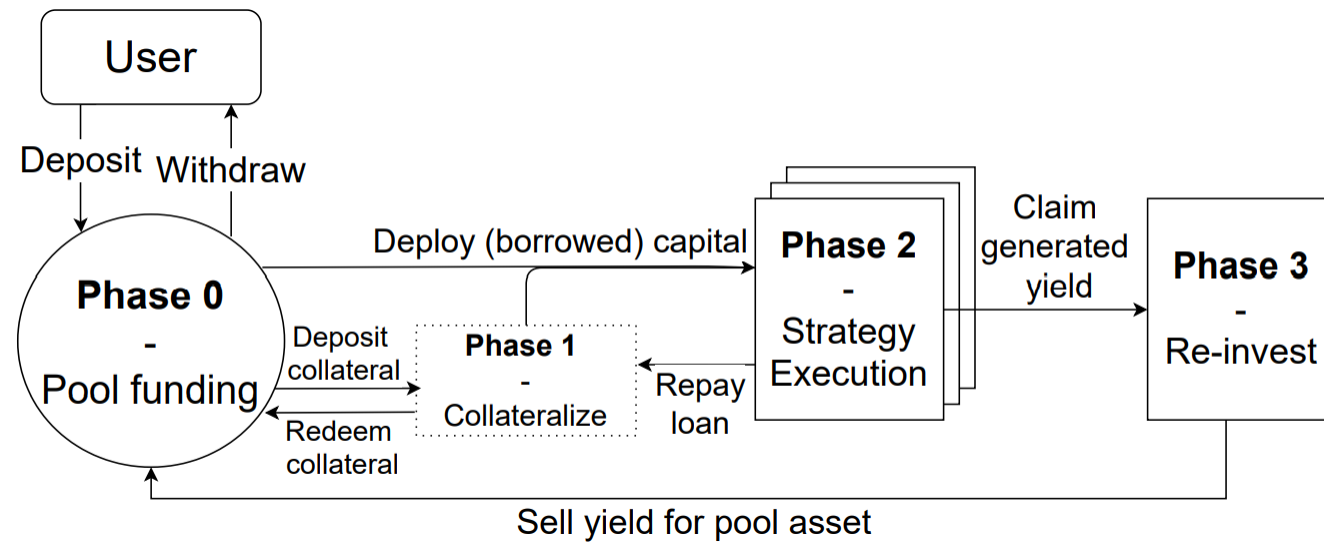 User
Deposit
Withdraw
Phase 0
-
Pool funding
Deploy (borrowed) capital
Deposit
collateral
Redeem
collateral
Phase 1
-
Collateralize
Repay
loan
Phase 2
-
Strategy
Execution
Claim
generated
yield
Phase 3
-
Re-invest
Sell yield for pool asset